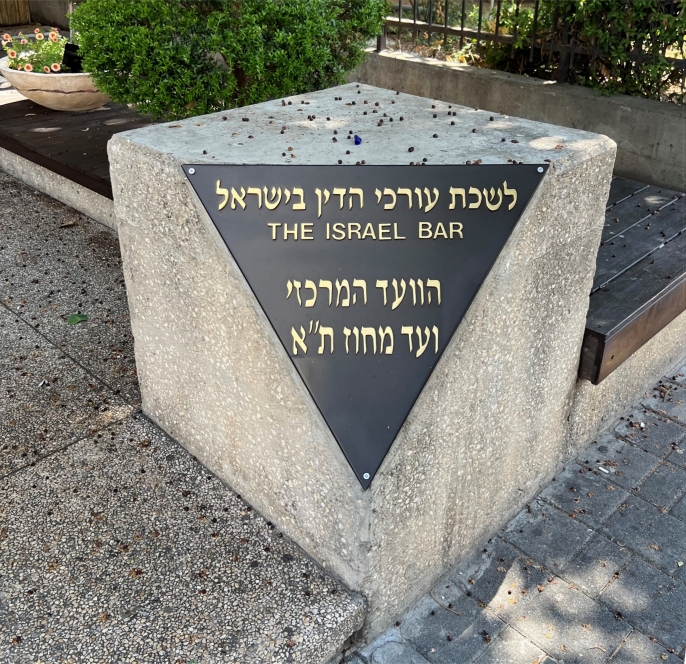 לשכת עורכי הדין בישראל
THE ISRAEL BAR
הוועד המרכזי
ועד מחוז ת״א